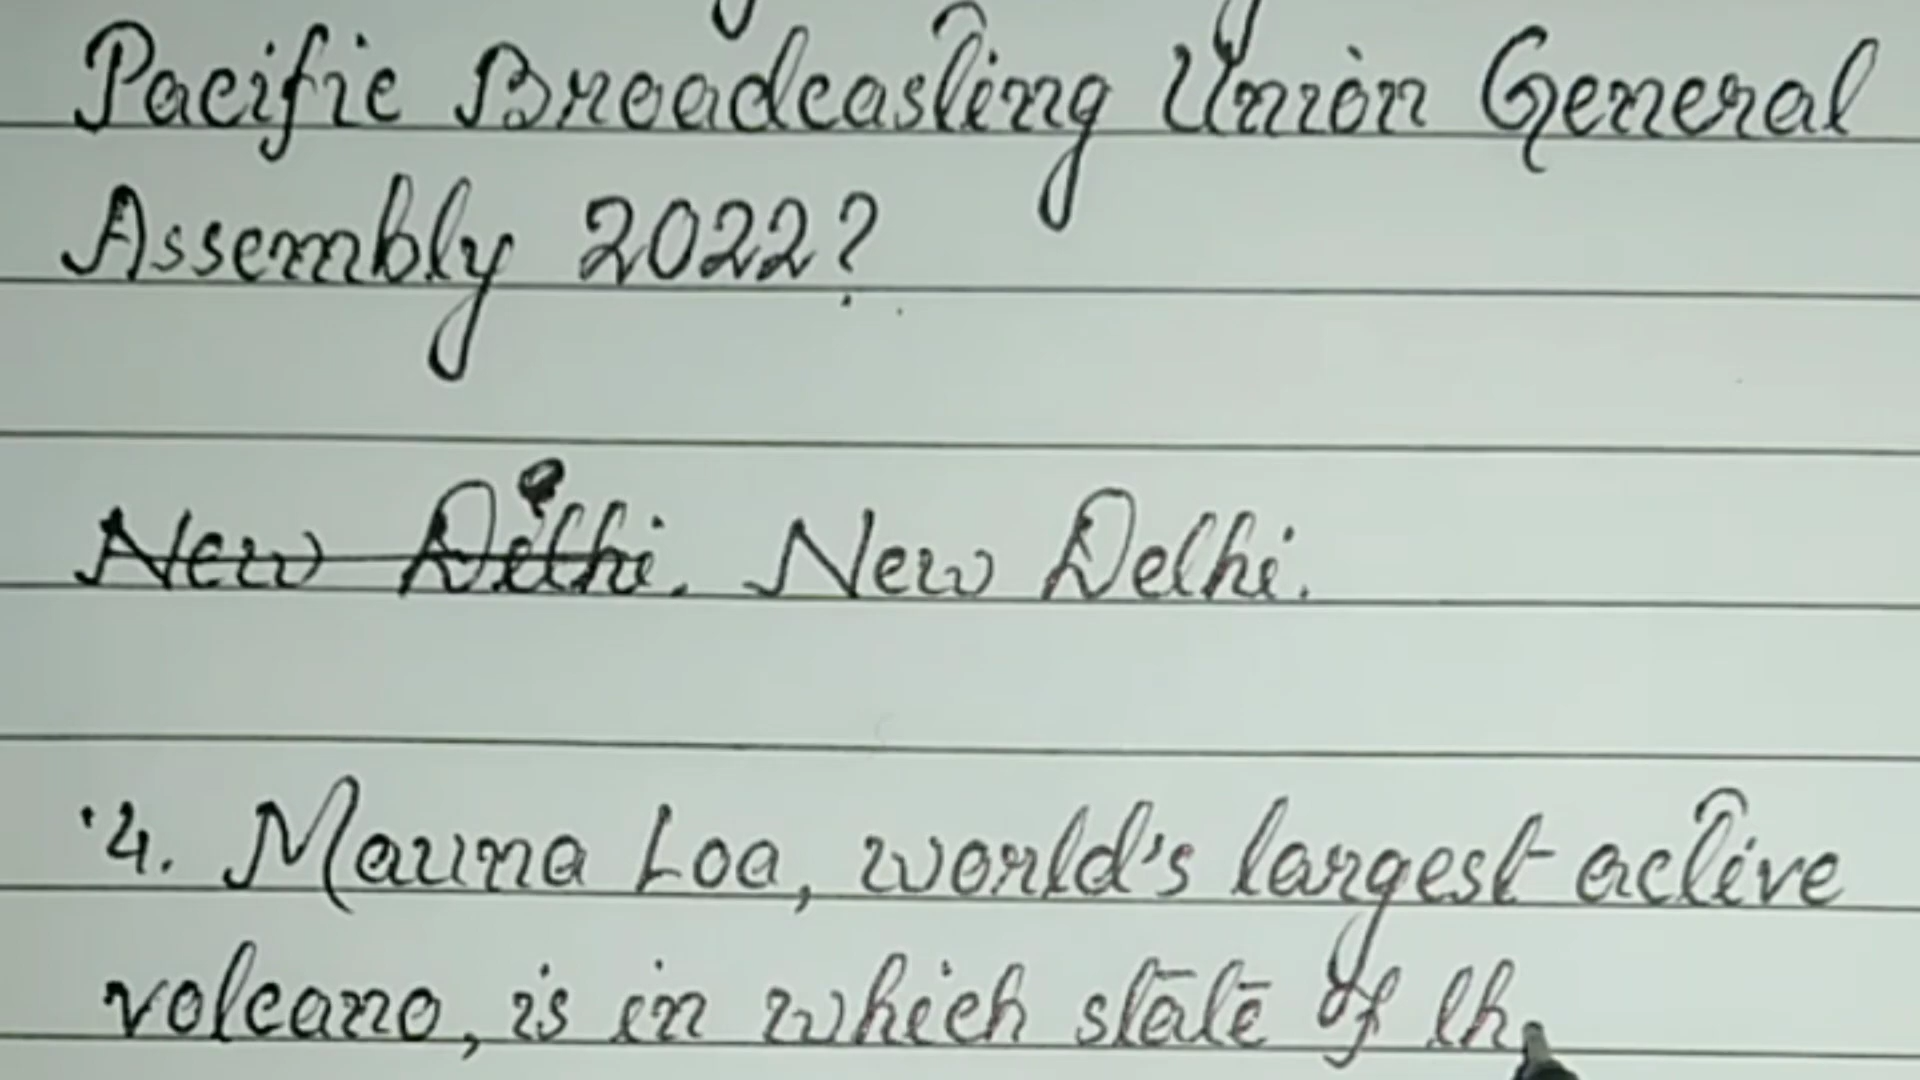 Pacific Broadcasting Union General
Assembly 2022?
New Delhi. New Delhi.
4. Mauna Loa, world's largest active
volcano, is in which state of th